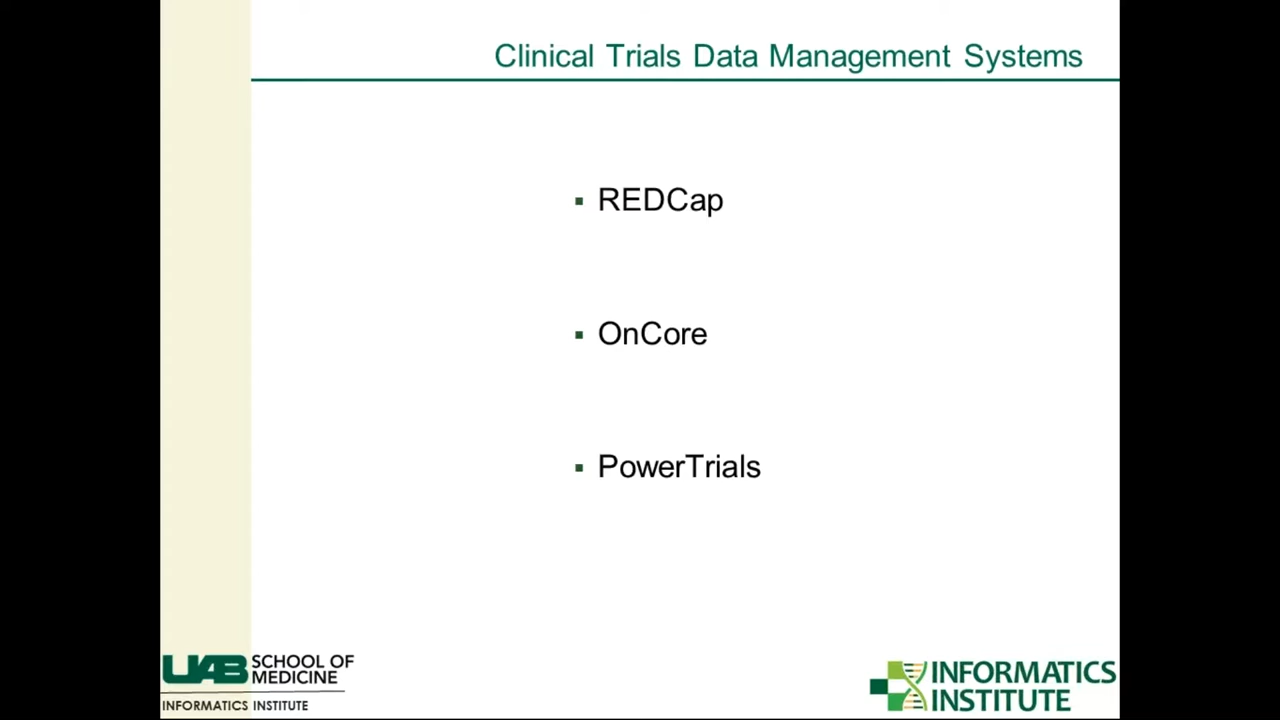 Clinical Trials Data Management Systems
▪ REDCap
▪ OnCore
▪ PowerTrials
UAB SCHOOL OF
MEDICINE
INFORMATICS INSTITUTE
INFORMATICS
INSTITUTE